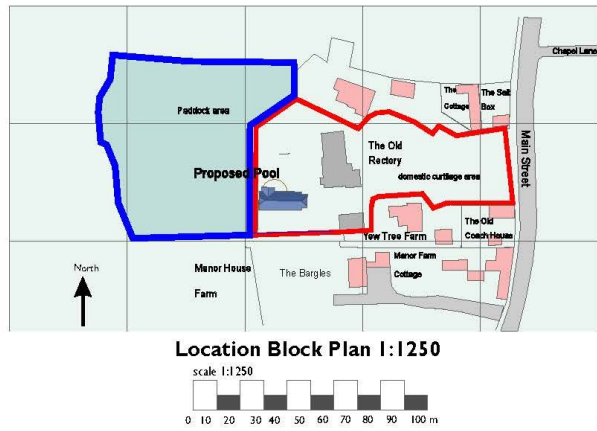 Chapel Lane
The
Cottage
The Salt
Box
Paddock area
Main Street
The Old
Rectory
Proposed Pool
domestic curtilage area
The Old
Coach House
Yew Tree Farm
Manor House
Farm
The Bargles
Manor Farm
Cottage
North
Location Block Plan 1:1250
scale 1:1250
0 10 20 30 40 50 60 70 80 90 100 m